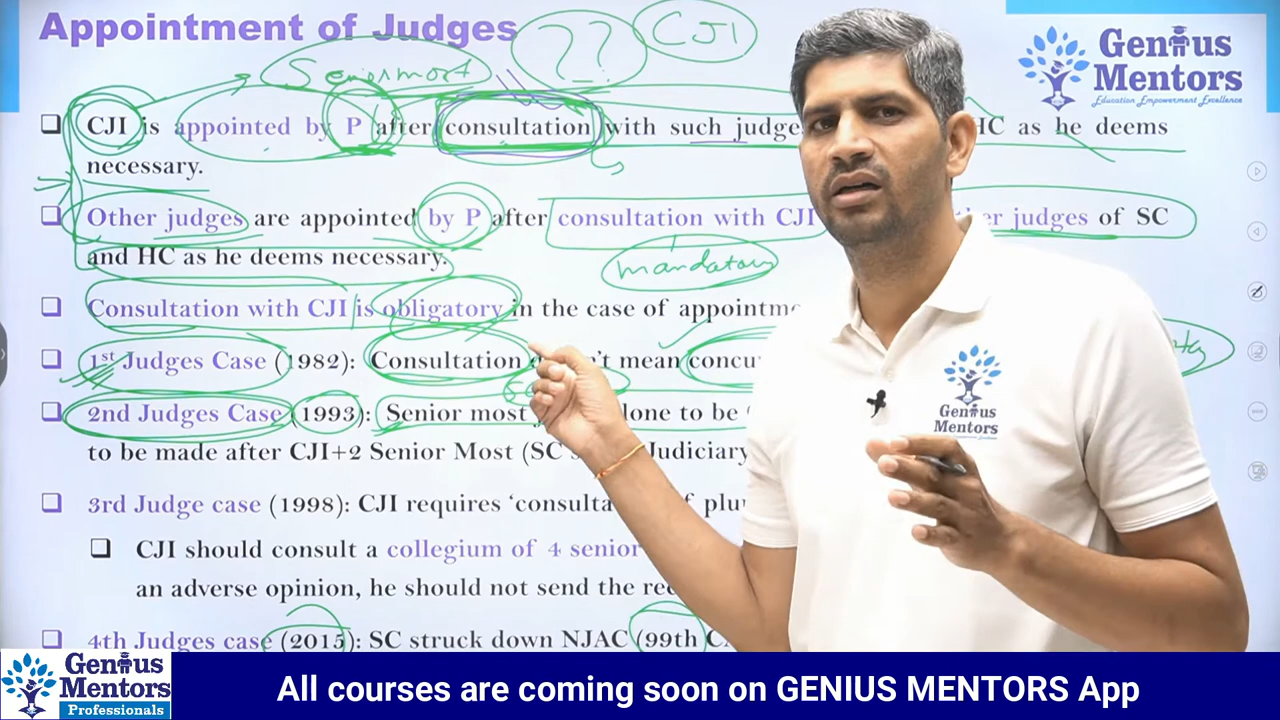 Appointment of Judges
??
CJI
Seniormost
Genius
Mentors
Education Empowerment Excellence
CJI is appointed by P after consultation with such judges HC as he deems
necessary.
Other judges are appointed by P after consultation with CJI other judges of SC
and HC as he deems necessary.
mandatory
Consultation with CJI is obligatory in the case of appointme
1st Judges Case (1982): Consultation doesn't mean concu
2nd Judges Case (1993): Senior most alone to be
to be made after CJI+2 Senior Most (SC Judiciary
3rd Judge case (1998): CJI requires 'consulta of plu
CJI should consult a collegium of 4 senior
an adverse opinion, he should not send the rec
4th Judges case (2015): SC struck down NJAC (99th C
Genius
Mentors
Genius
Mentors
Professionals
All courses are coming soon on GENIUS MENTORS App